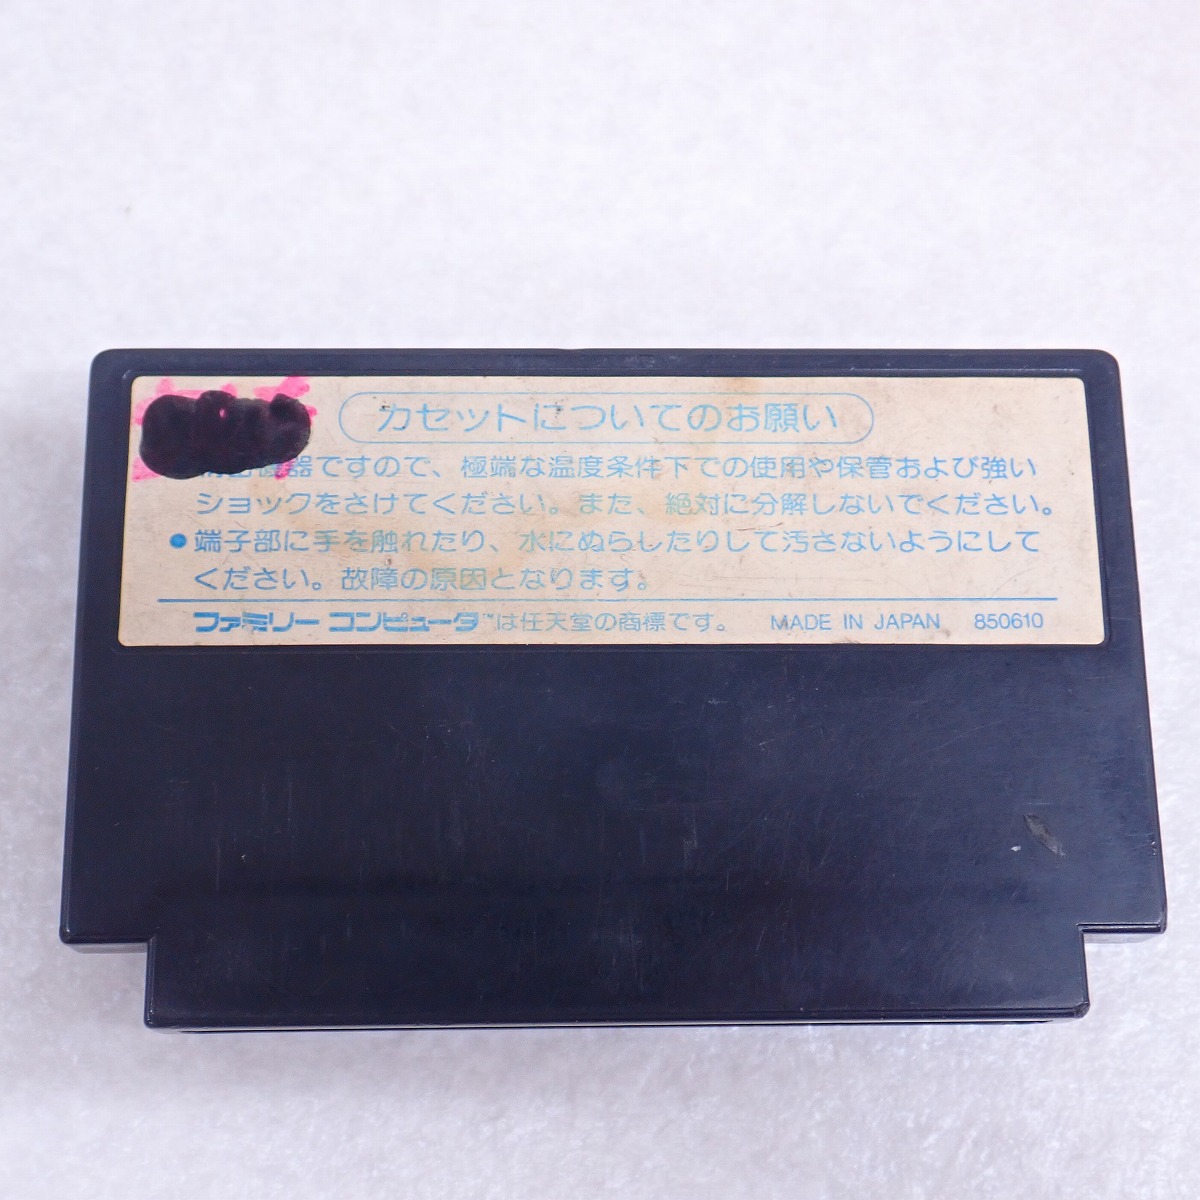 カセットについてのお願い
機器ですので、極端な温度条件下での使用や保管および強い
ショックをさけてください。また、絶対に分解しないでください。
●端子部に手を触れたり、水にぬらしたりして汚さないようにして
ください。故障の原因となります。
ファミリーコンピュータ™は任天堂の商標です。 MADE IN JAPAN 850610